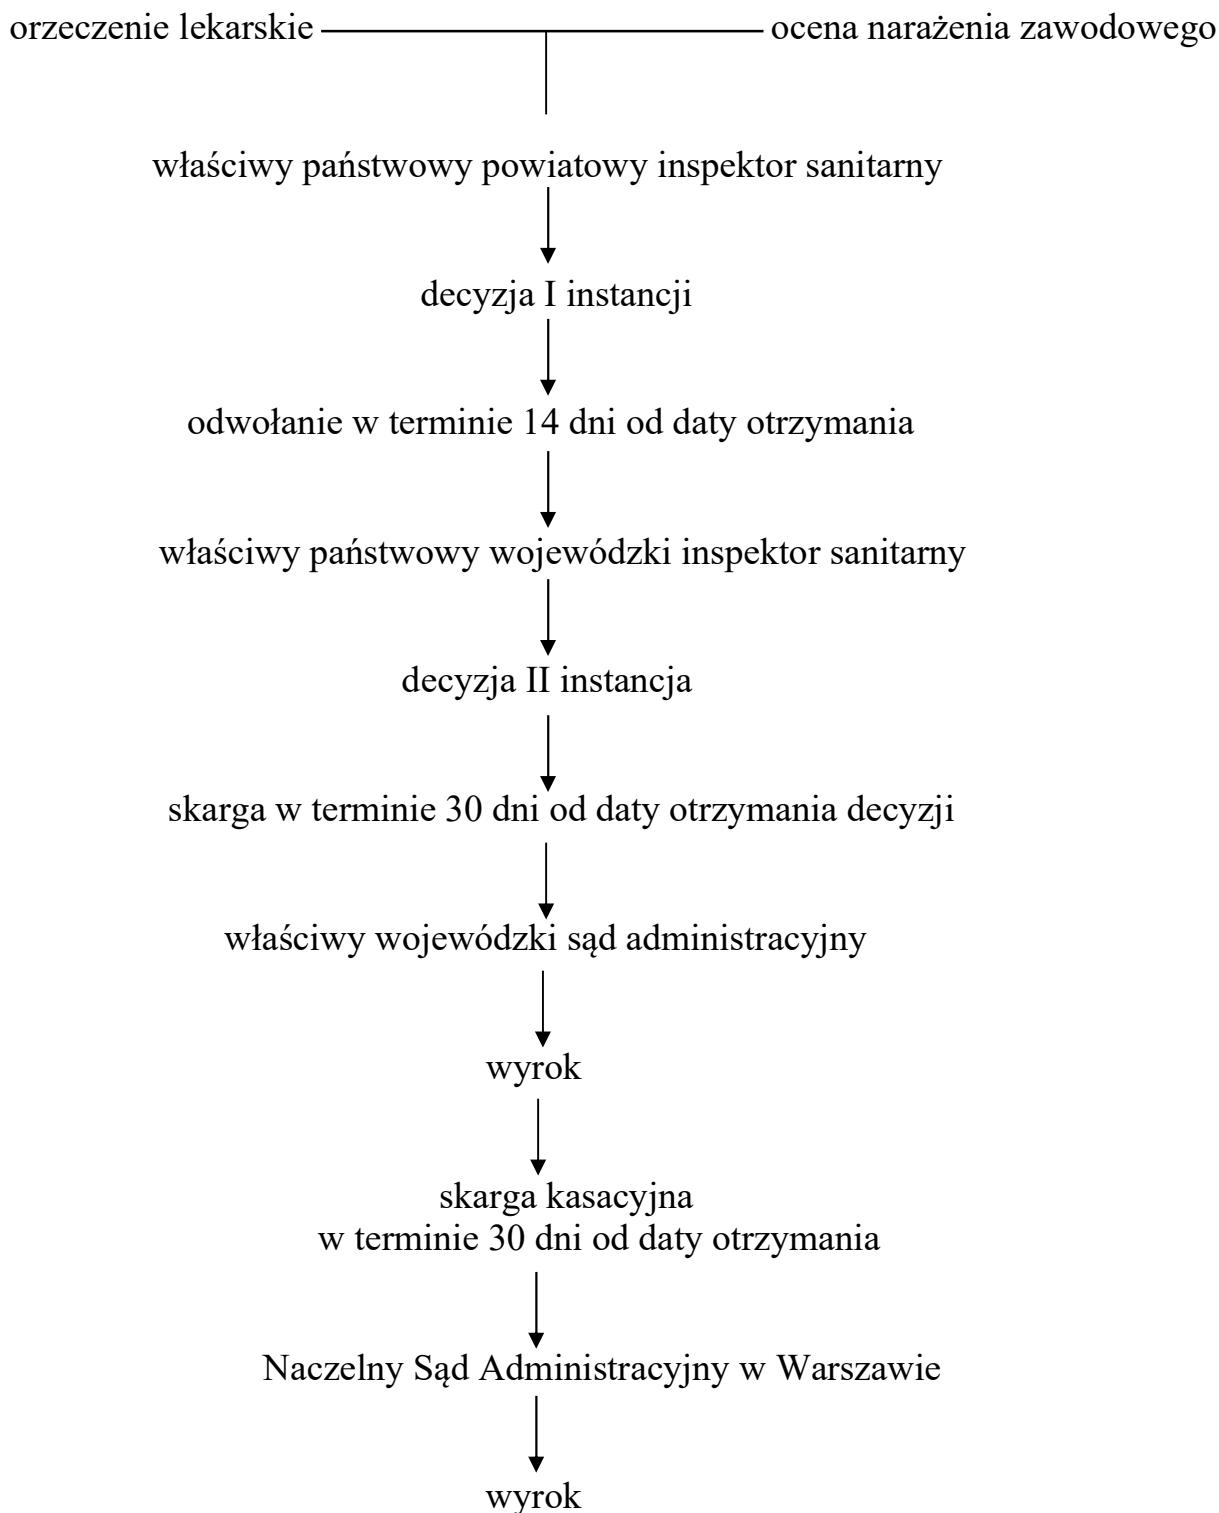 orzeczenie lekarskie ocena narażenia zawodowego
właściwy państwowy powiatowy inspektor sanitarny
decyzja I instancji
odwołanie w terminie 14 dni od daty otrzymania
właściwy państwowy wojewódzki inspektor sanitarny
decyzja II instancja
skarga w terminie 30 dni od daty otrzymania decyzji
właściwy wojewódzki sąd administracyjny
wyrok
skarga kasacyjna
w terminie 30 dni od daty otrzymania
Naczelny Sąd Administracyjny w Warszawie
wyrok